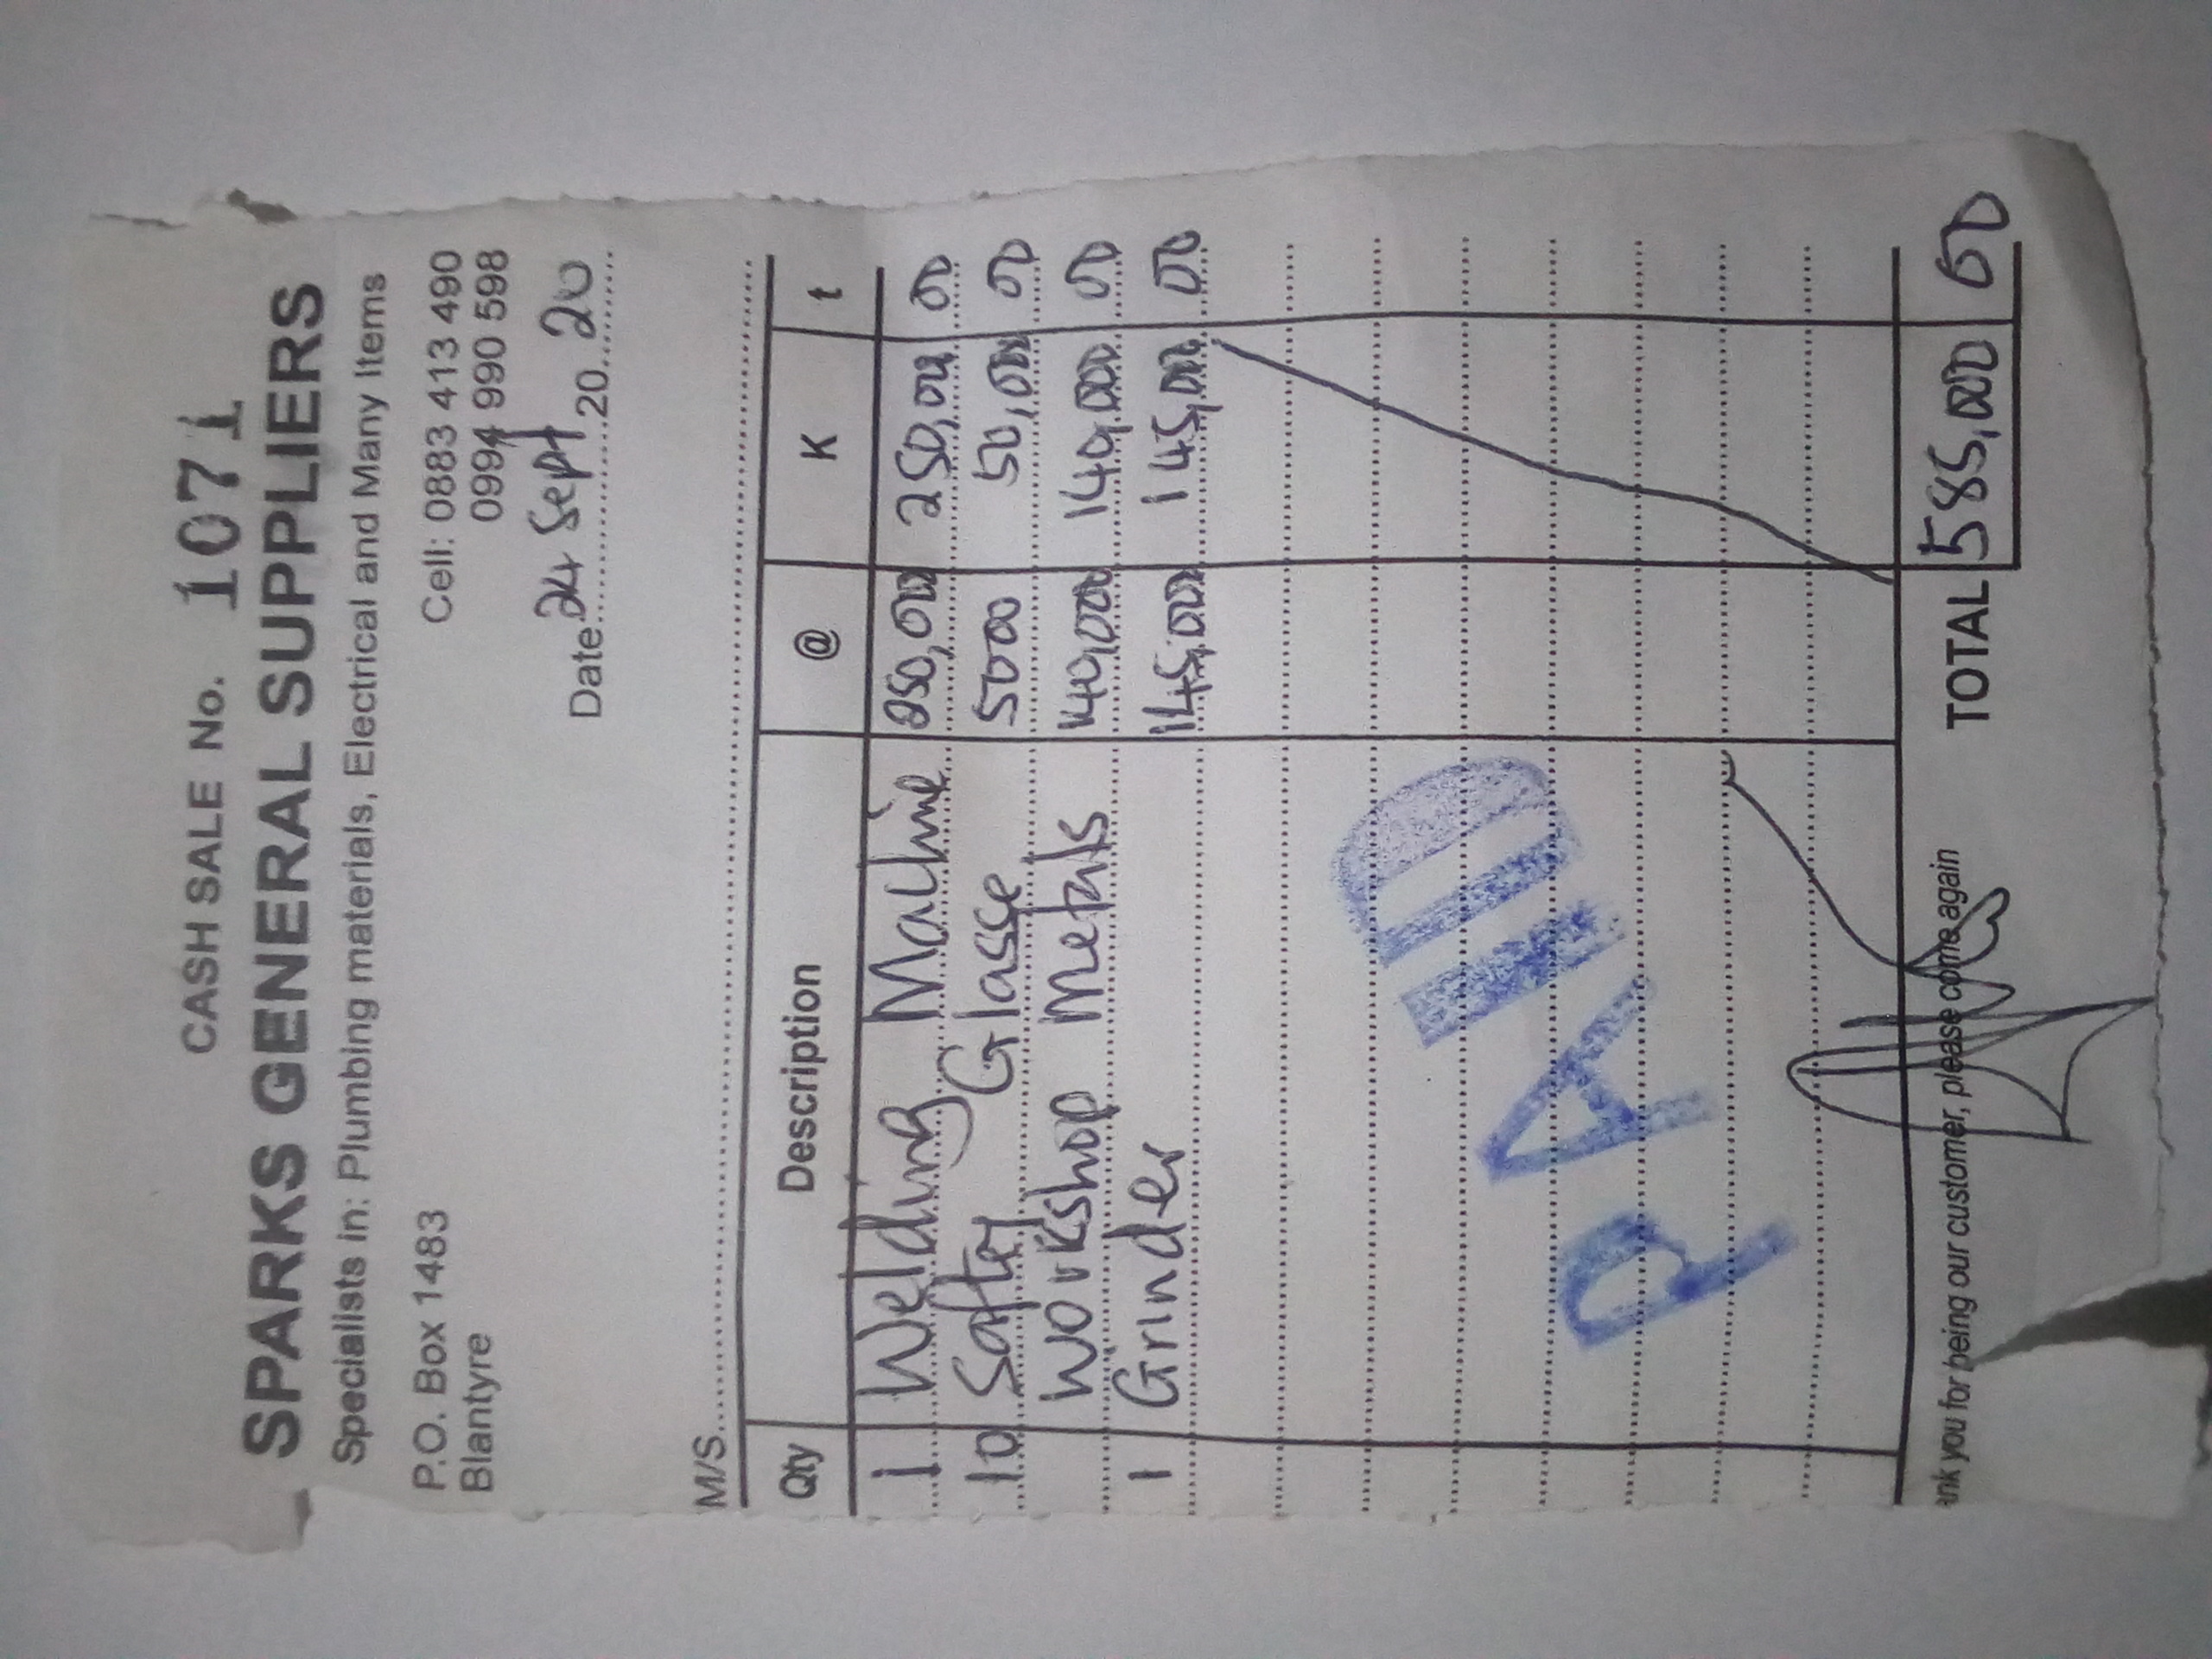 CASH SALE No. 1071
SPARKS GENERAL SUPPLIERS
Specialists in: Plumbing materials, Electrical and Many Items
P.O. Box 1483 Cell: 0883 413 490
Blantyre 0994 990 598
Date 24 Sept 20 20
M/S
Qty Description @ K t
1 Welding Machine 250,000 250,000 00
10 Saftey Glasse 5000 50,000 00
Workshop Metals 140,000 140,000 00
1 Grinder 145,000 145,000 00
PAID
TOTAL 585,000 00
ank you for being our customer, please come again